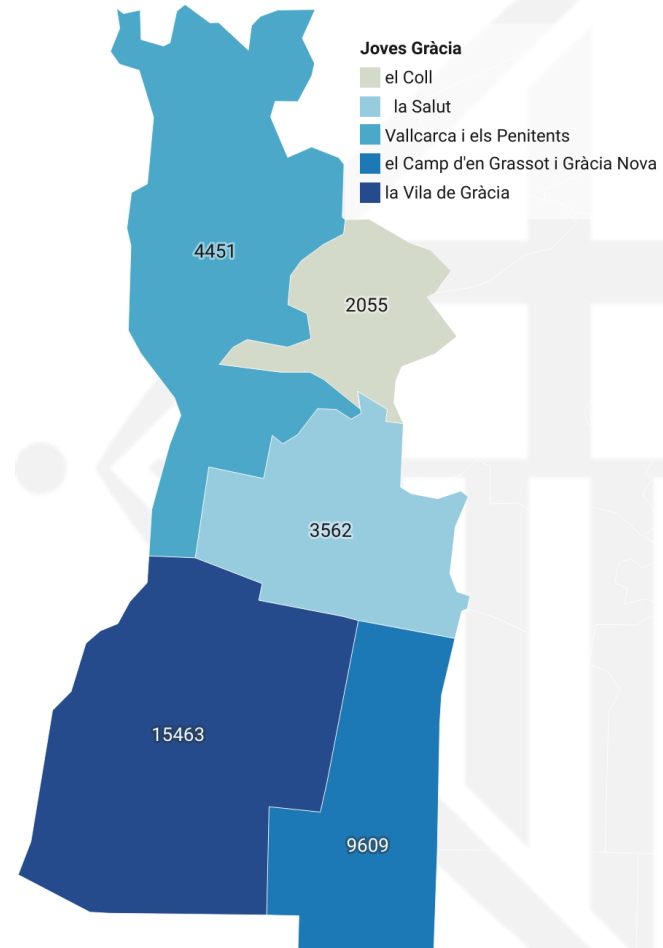 Joves Gràcia
el Coll
la Salut
Vallcarca i els Penitents
el Camp d'en Grassot i Gràcia Nova
la Vila de Gràcia
4451
2055
3562
15463
9609